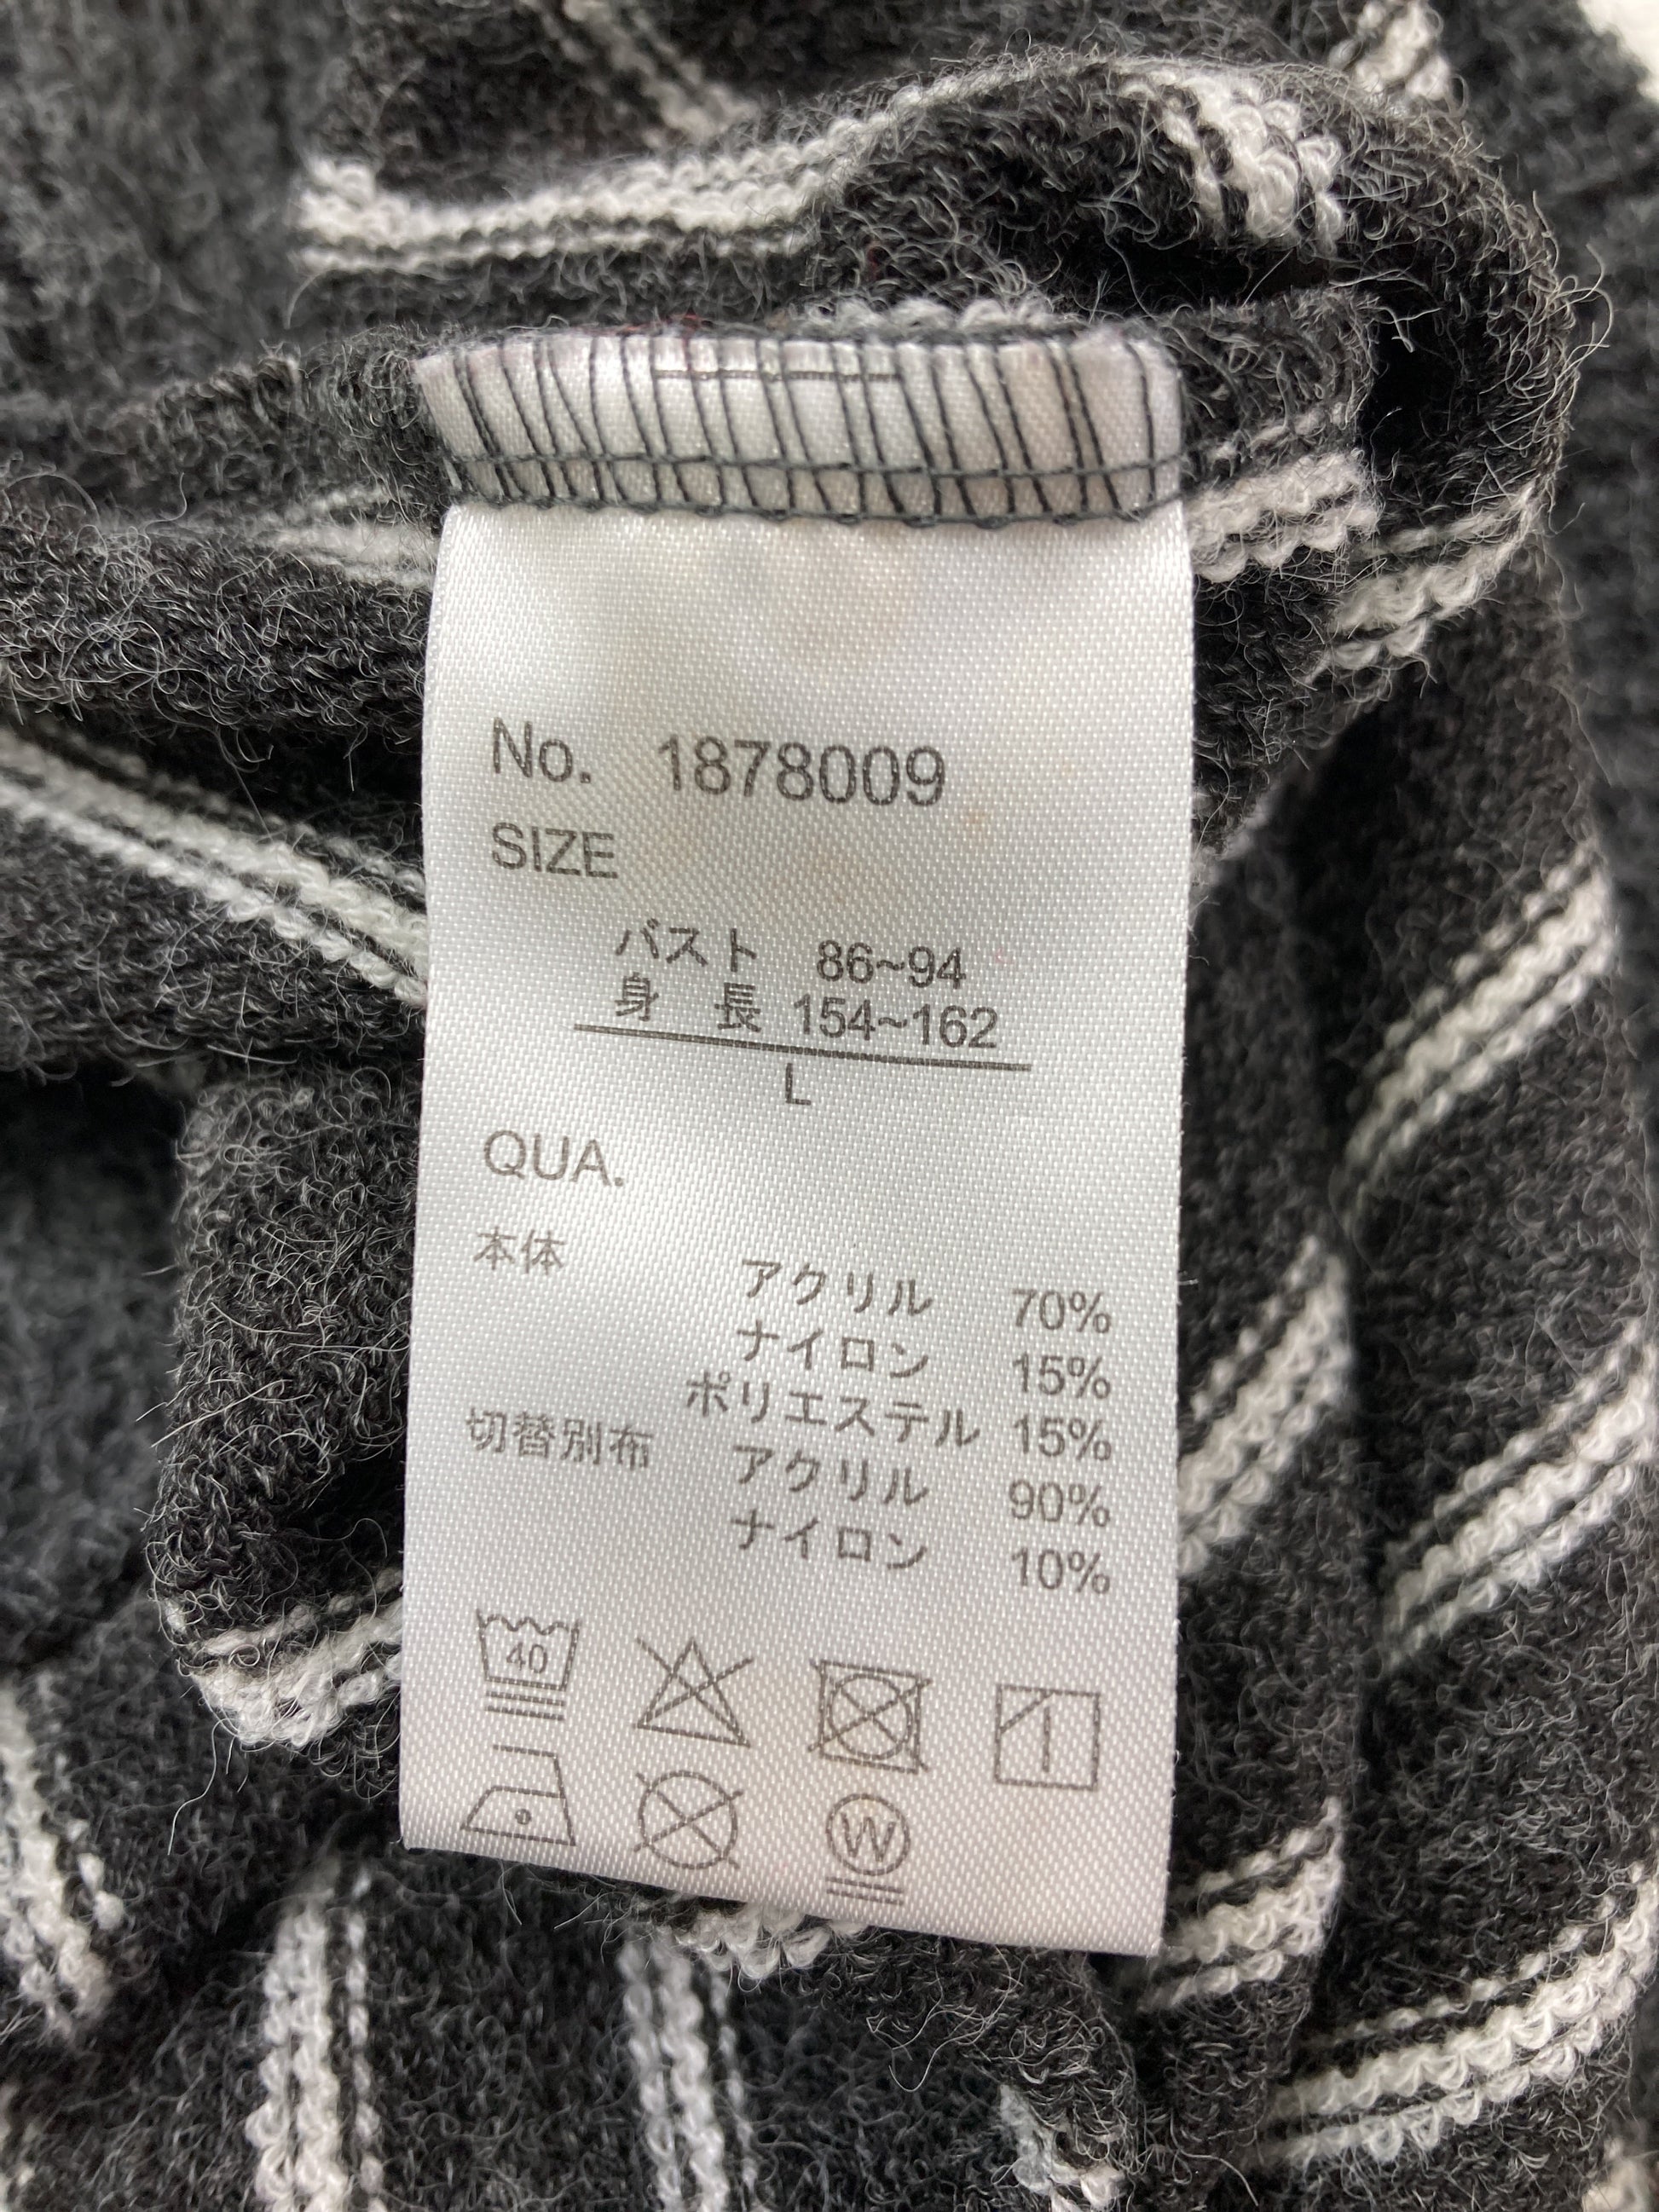 No. 1878009
SIZE
バスト 86~94
身 長 154~162
L
QUA.
本体
アクリル 70%
ナイロン 15%
ポリエステル 15%
切替別布 アクリル 90%
ナイロン 10%
40
W